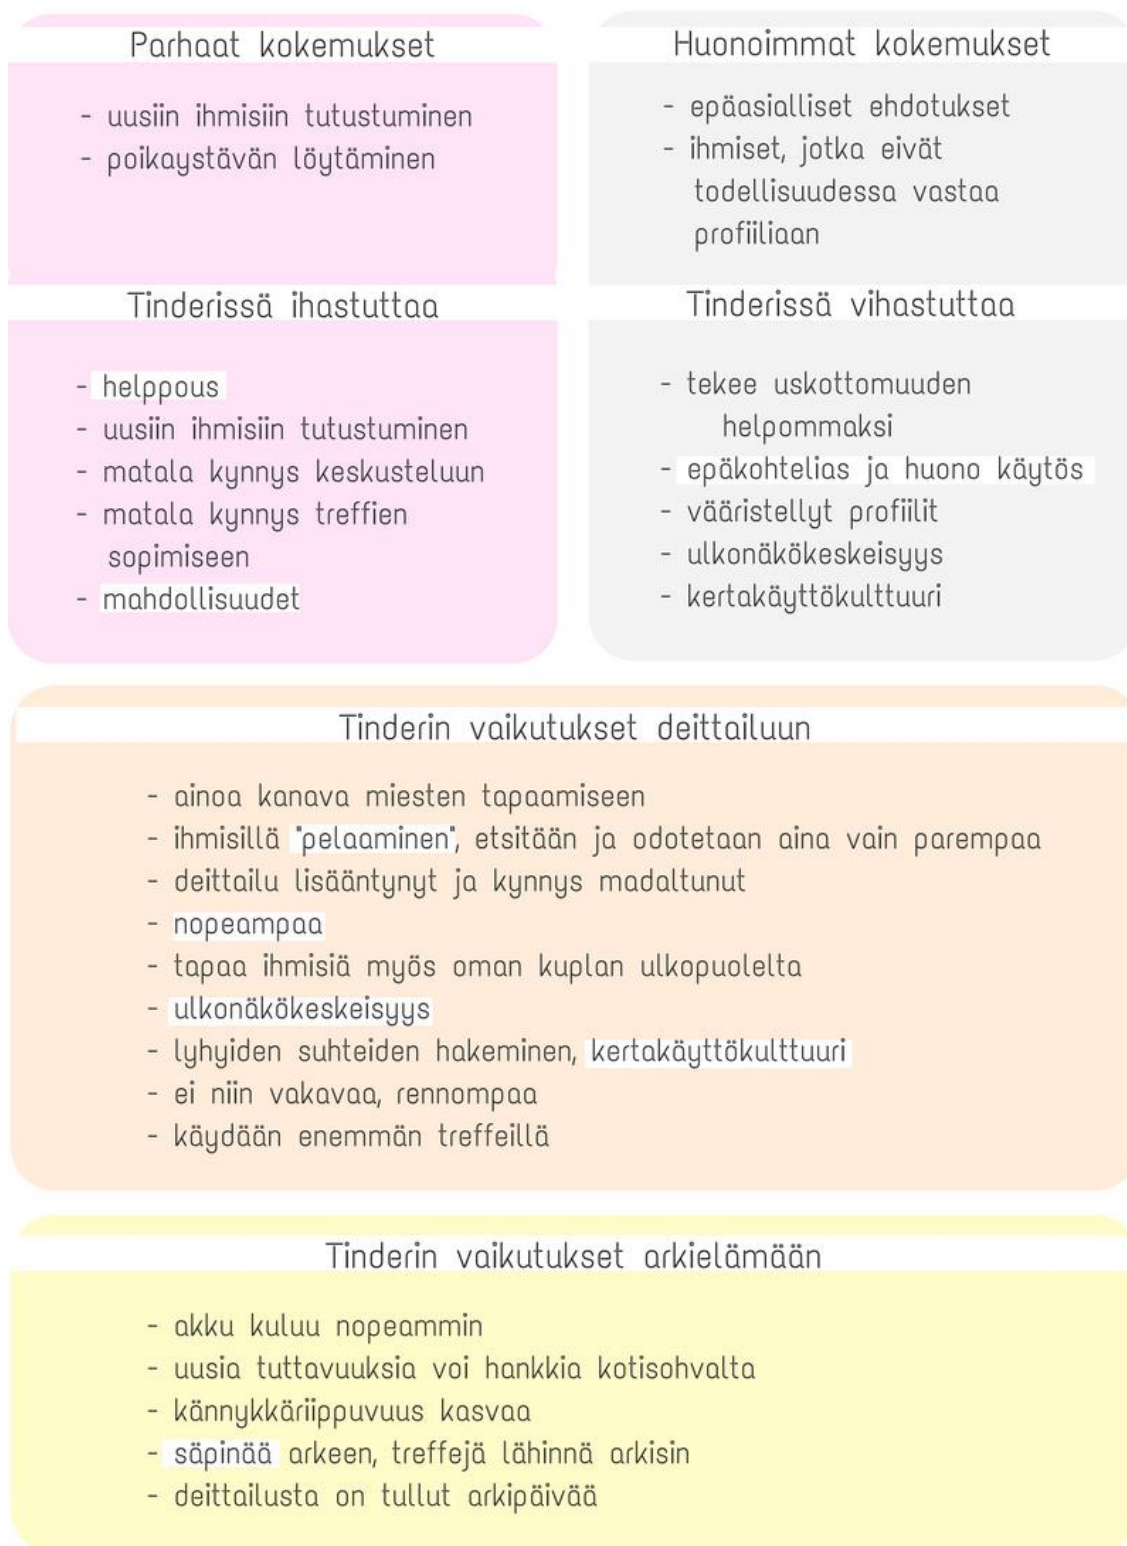 Parhaat kokemukset
- uusiin ihmisiin tutustuminen
- poikaystävän löytäminen
Huonoimmat kokemukset
- epäasialliset ehdotukset
- ihmiset, jotka eivät
todellisuudessa vastaa
profiiliaan
Tinderissä ihastuttaa
- helppous
- uusiin ihmisiin tutustuminen
- matala kynnys keskusteluun
- matala kynnys treffien
sopimiseen
- mahdollisuudet
Tinderissä vihastuttaa
- tekee uskottomuuden
helpommaksi
- epäkohtelias ja huono käytös
- vääristellyt profiilit
- ulkonäkökeskeisyys
- kertakäyttökulttuuri
Tinderin vaikutukset deittailuun
- ainoa kanava miesten tapaamiseen
- ihmisillä "pelaaminen", etsitään ja odotetaan aina vain parempaa
- deittailu lisääntynyt ja kynnys madaltunut
- nopeampaa
- tapaa ihmisiä myös oman kuplan ulkopuolelta
- ulkonäkökeskeisyys
- lyhyiden suhteiden hakeminen, kertakäyttökulttuuri
- ei niin vakavaa, rennompaa
- käydään enemmän treffeillä
Tinderin vaikutukset arkielämään
- akku kuluu nopeammin
- uusia tuttavuuksia voi hankkia kotisohvalta
- kännykkäriippuvuus kasvaa
- säpinää arkeen, treffejä lähinnä arkisin
- deittailusta on tullut arkipäivää